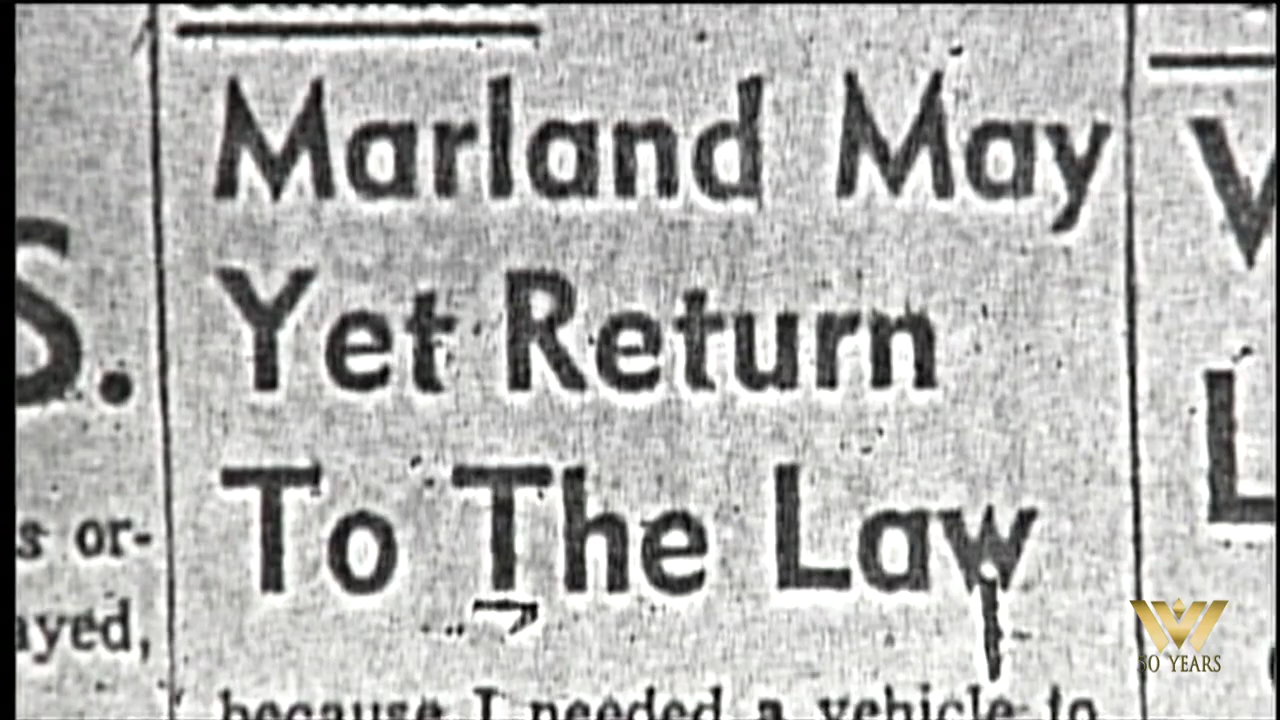 S.
s or-
ayed,
Marland May
Yet Return
To The Law
because I needed a vehicle to
V
L
50 YEARS